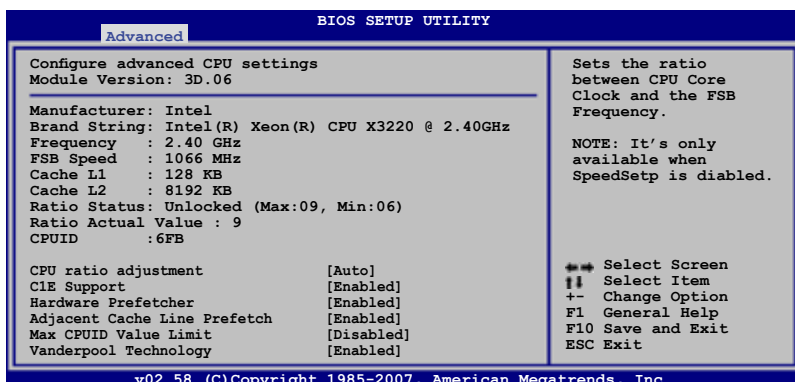 BIOS SETUP UTILITY
Advanced
Configure advanced CPU settings
Module Version: 3D.06
Manufacturer: Intel
Brand String: Intel(R) Xeon(R) CPU X3220 @ 2.40GHz
Frequency : 2.40 GHz
FSB Speed : 1066 MHz
Cache L1 : 128 KB
Cache L2 : 8192 KB
Ratio Status: Unlocked (Max:09, Min:06)
Ratio Actual Value : 9
CPUID :6FB
CPU ratio adjustment [Auto]
C1E Support [Enabled]
Hardware Prefetcher [Enabled]
Adjacent Cache Line Prefetch [Enabled]
Max CPUID Value Limit [Disabled]
Vanderpool Technology [Enabled]
Sets the ratio
between CPU Core
Clock and the FSB
Frequency.
NOTE: It's only
available when
SpeedSetp is diabled.
Select Screen
Select Item
+- Change Option
F1 General Help
F10 Save and Exit
ESC Exit
v02.58 (C)Copyright 1985-2007, American Megatrends, Inc.